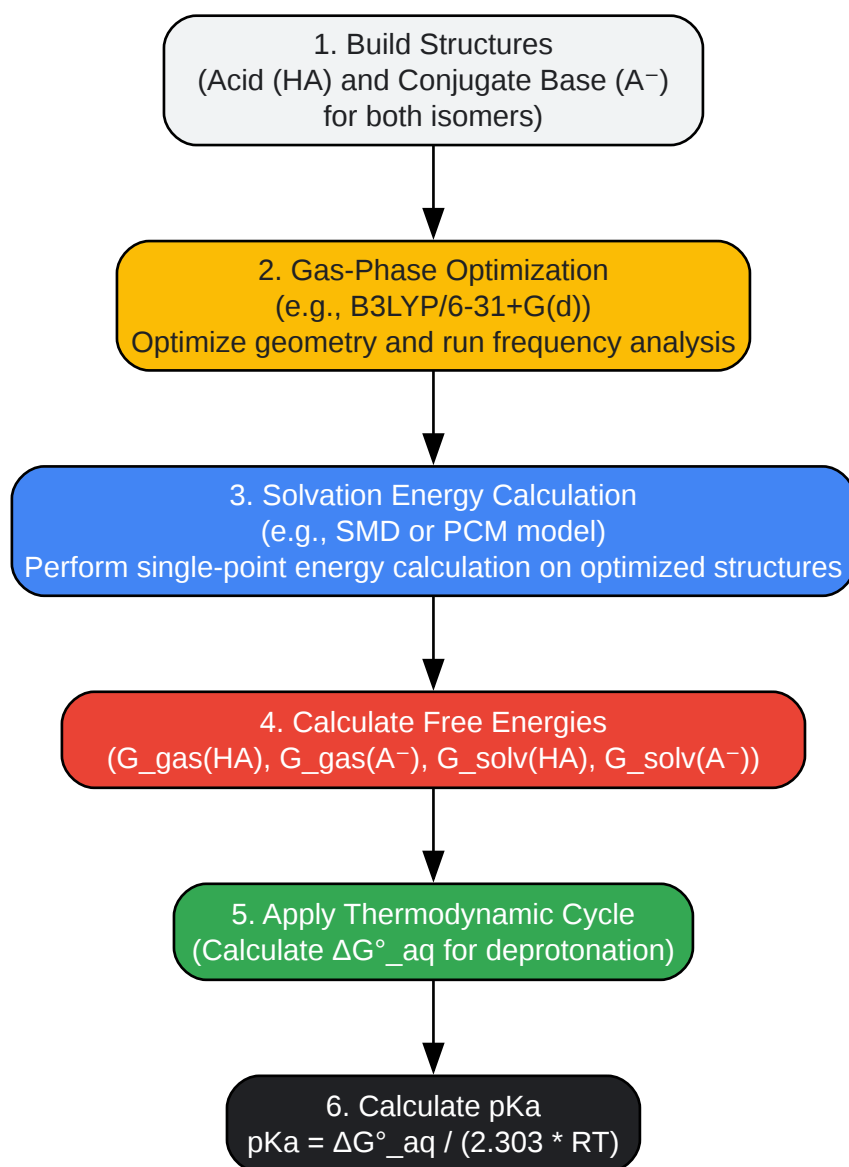 1. Build Structures
(Acid (HA) and Conjugate Base (A⁻)
for both isomers)
2. Gas-Phase Optimization
(e.g., B3LYP/6-31+G(d))
Optimize geometry and run frequency analysis
3. Solvation Energy Calculation
(e.g., SMD or PCM model)
Perform single-point energy calculation on optimized structures
4. Calculate Free Energies
(G_gas(HA), G_gas(A⁻), G_solv(HA), G_solv(A⁻))
5. Apply Thermodynamic Cycle
(Calculate ΔG°_aq for deprotonation)
6. Calculate pKa
pKa = ΔG°_aq / (2.303 * RT)